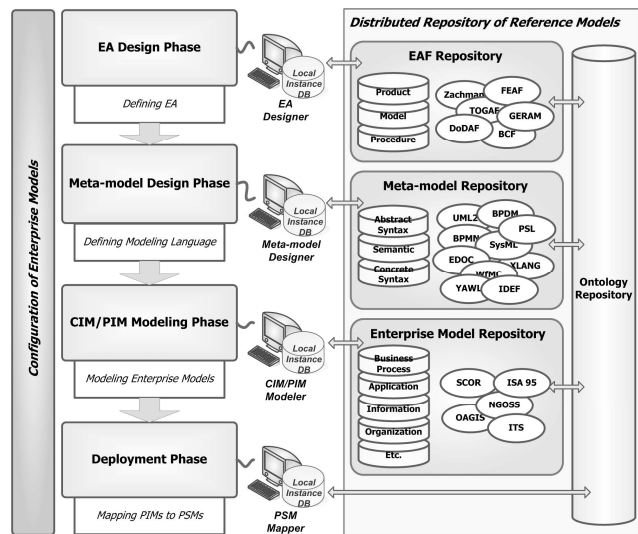 Configuration of Enterprise Models
EA Design Phase
Defining EA
Local
Instance
DB
EA
Designer
Meta-model Design Phase
Defining Modeling Language
Local
Instance
DB
Meta-model
Designer
CIM/PIM Modeling Phase
Modeling Enterprise Models
Local
Instance
DB
CIM/PIM
Modeler
Deployment Phase
Mapping PIMs to PSMs
Local
Instance
DB
PSM
Mapper
Distributed Repository of Reference Models
EAF Repository
Product
Model
Procedure
Zachman
FEAF
TOGAF
GERAM
DoDAF
BCF
Meta-model Repository
Abstract
Syntax
Semantic
Concrete
Syntax
UML2
BPDM
PSL
BPMN
SysML
EDOC
XLANG
WfMC
YAWL
IDEF
Enterprise Model Repository
Business
Process
Application
Information
Organization
Etc.
SCOR
ISA 95
NGOSS
OAGIS
ITS
Ontology
Repository